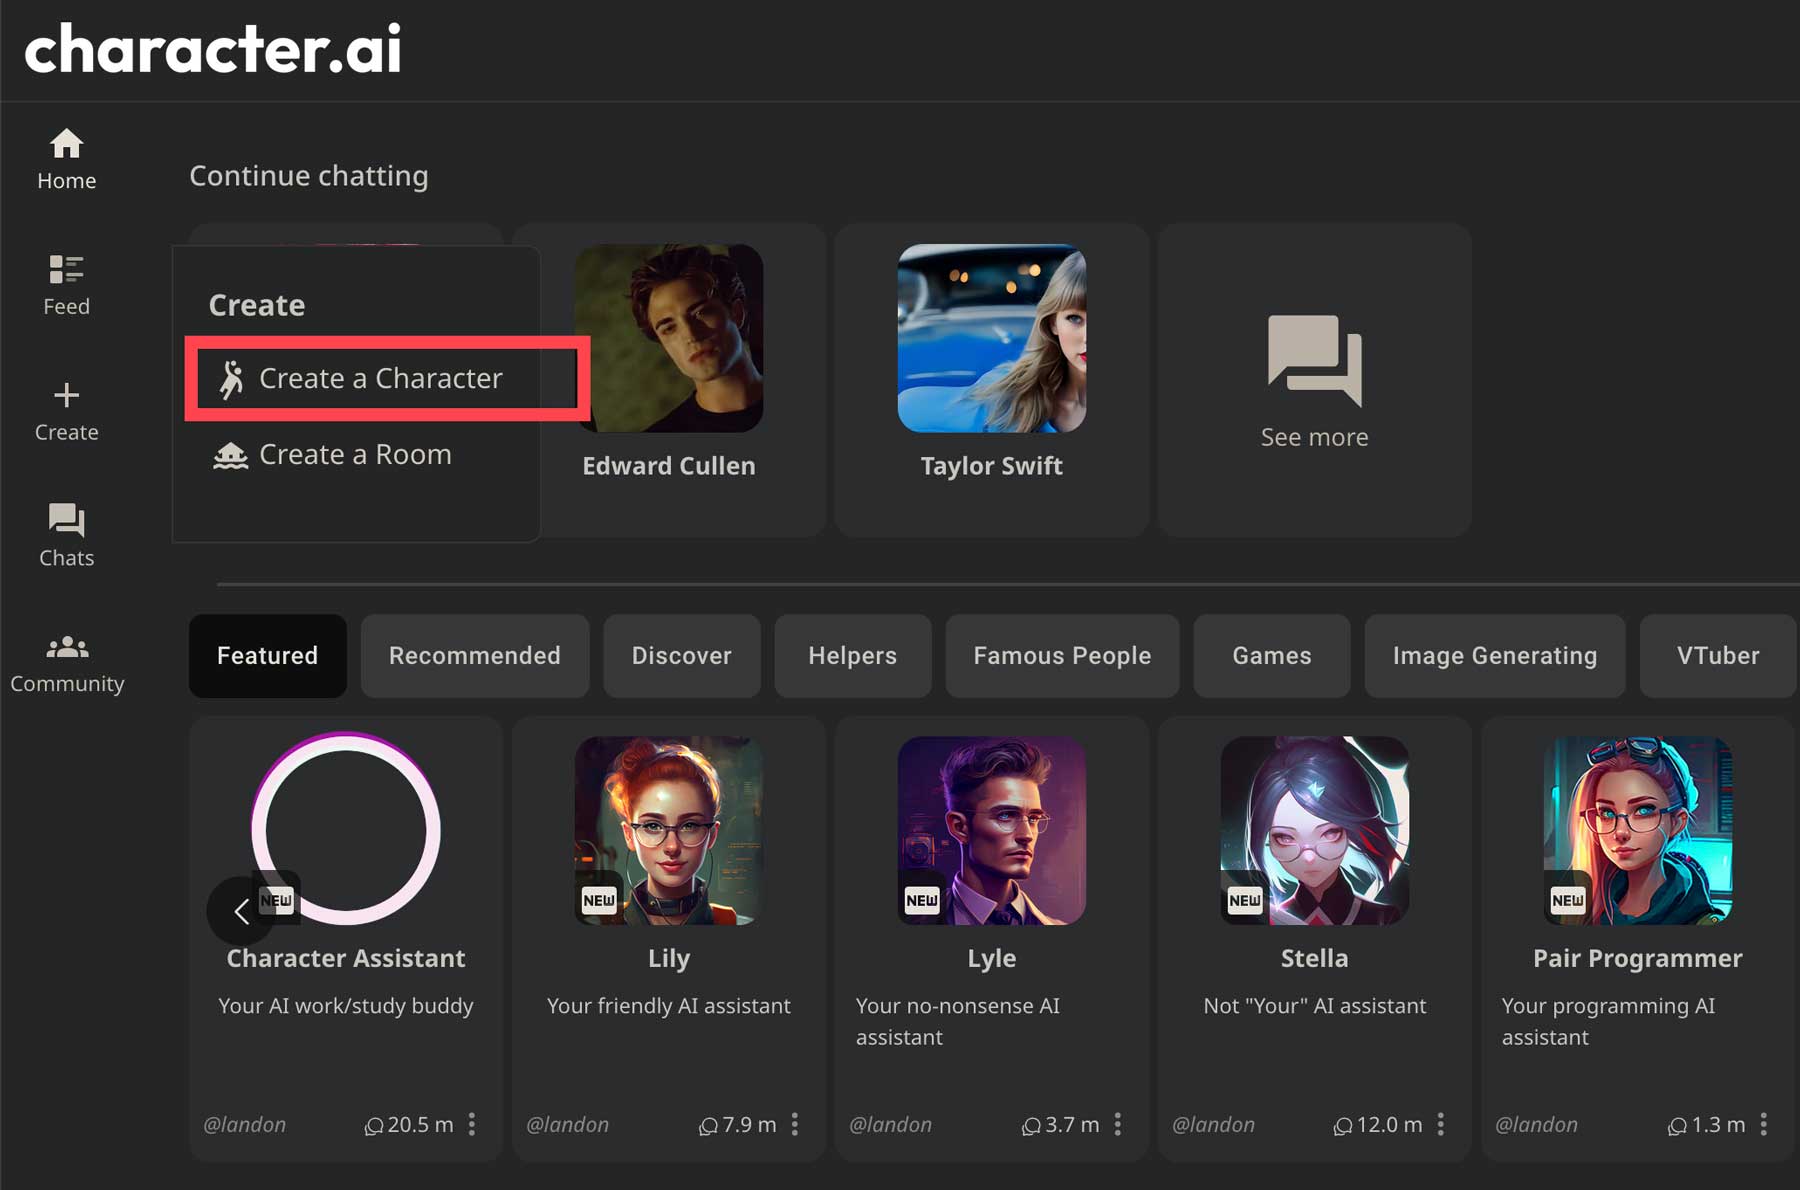 character.ai
Home
Feed
Create
Chats
Community
Continue chatting
Create
Create a Character
Create a Room
Edward Cullen
Taylor Swift
See more
Featured
Recommended
Discover
Helpers
Famous People
Games
Image Generating
VTuber
NEW
Character Assistant
Your AI work/study buddy
@landon
20.5 m
NEW
Lily
Your friendly AI assistant
@landon
7.9 m
NEW
Lyle
Your no-nonsense AI
assistant
@landon
3.7 m
NEW
Stella
Not "Your" AI assistant
@landon
12.0 m
NEW
Pair Programmer
Your programming AI
assistant
@landon
1.3 m